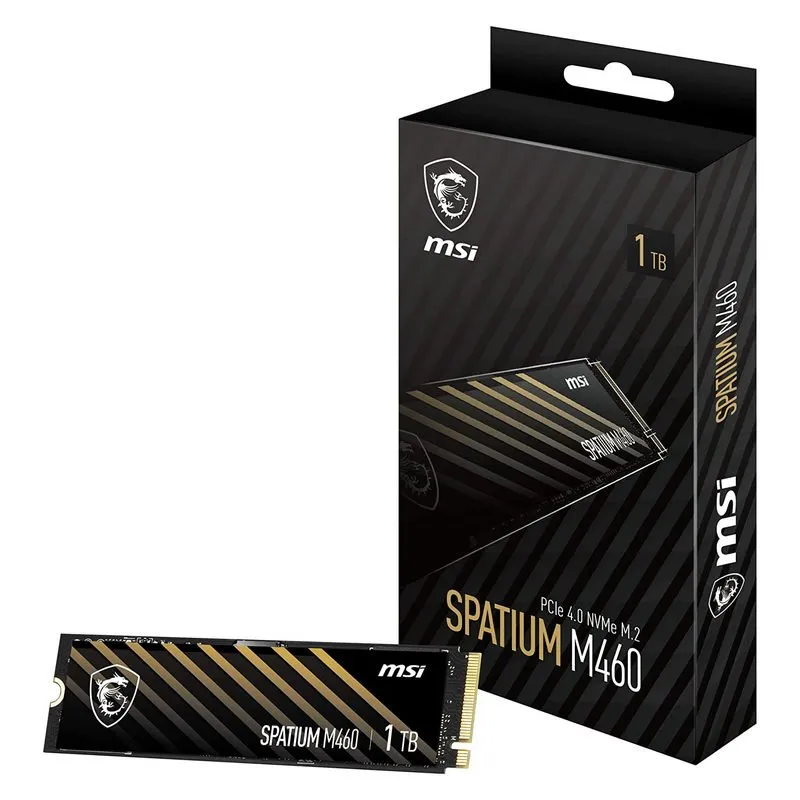 msi
1 TB
SPATIUM M460
msi
msi
SPATIUM M460
PCIe 4.0 NVMe M.2
SPATIUM M460
msi
SPATIUM M460 | 1 TB